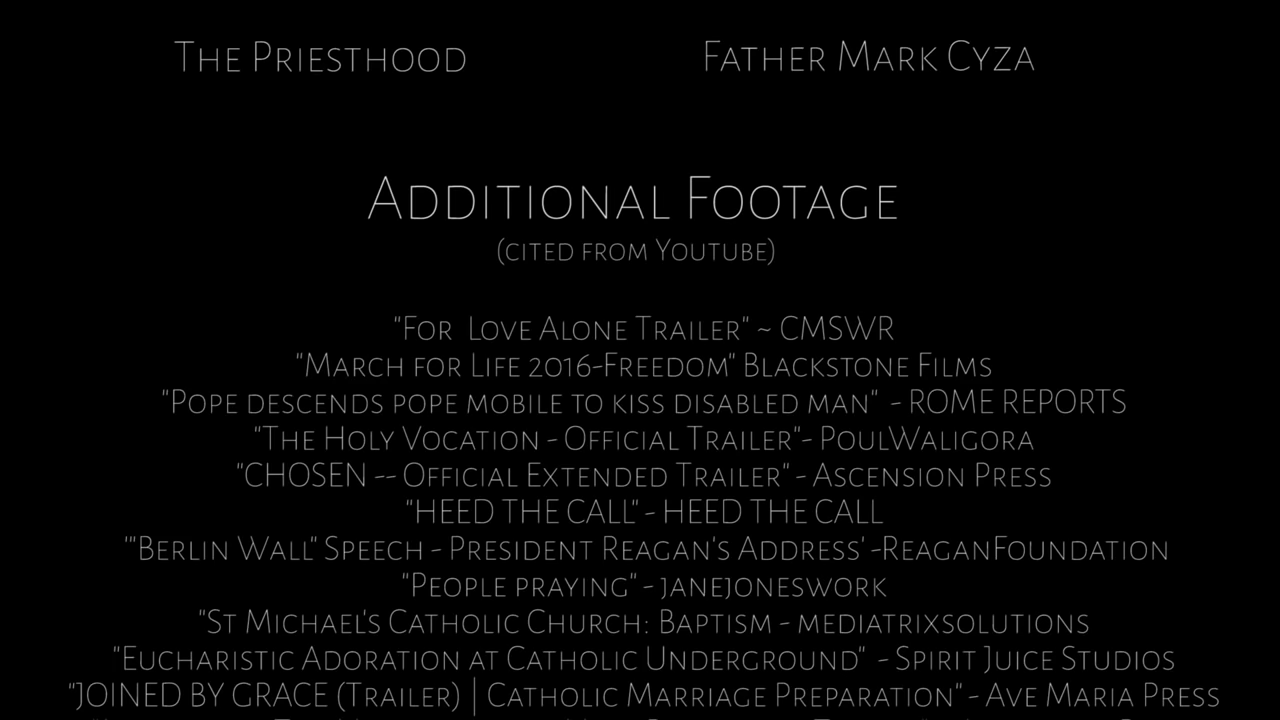 The Priesthood Father Mark Cyza
Additional Footage
(cited from Youtube)
"For Love Alone Trailer" ~ CMSWR
"March for Life 2016-Freedom" Blackstone Films
"Pope descends pope mobile to kiss disabled man" - ROME REPORTS
"The Holy Vocation - Official Trailer"- PoulWaligora
"CHOSEN -- Official Extended Trailer" - Ascension Press
"HEED THE CALL" - HEED THE CALL
'"Berlin Wall" Speech - President Reagan's Address' -ReaganFoundation
"People praying" - janejoneswork
"St Michael's Catholic Church: Baptism - mediatrixsolutions
"Eucharistic Adoration at Catholic Underground" - Spirit Juice Studios
"JOINED BY GRACE (Trailer) | Catholic Marriage Preparation" - Ave Maria Press